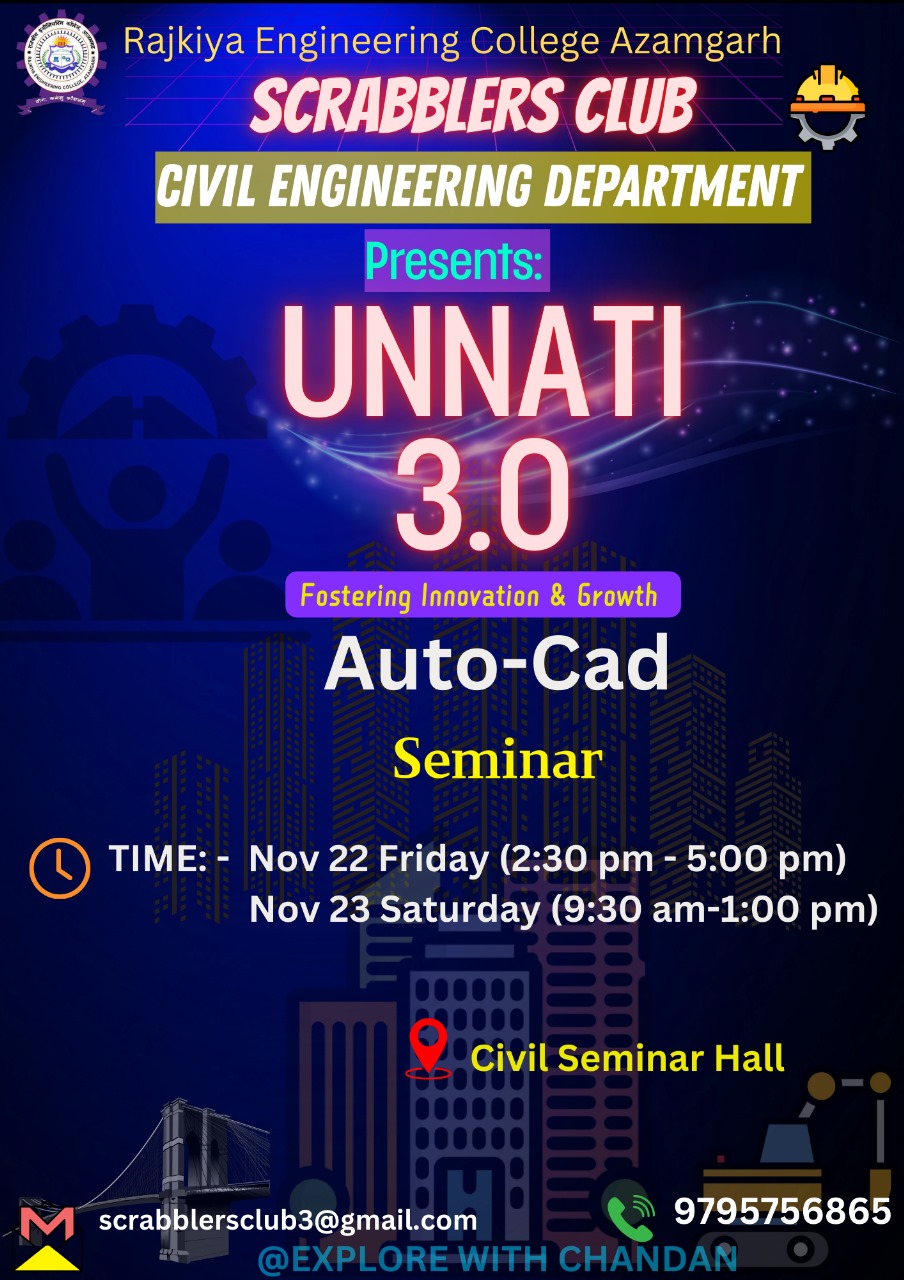 Rajkiya Engineering College Azamgarh
SCRABBLERS CLUB
CIVIL ENGINEERING DEPARTMENT
Presents:
UNNATI
3.0
Fostering Innovation & Growth
Auto-Cad
Seminar
TIME: - Nov 22 Friday (2:30 pm - 5:00 pm)
Nov 23 Saturday (9:30 am-1:00 pm)
Civil Seminar Hall
scrabblersclub3@gmail.com
9795756865
@EXPLORE WITH CHANDAN